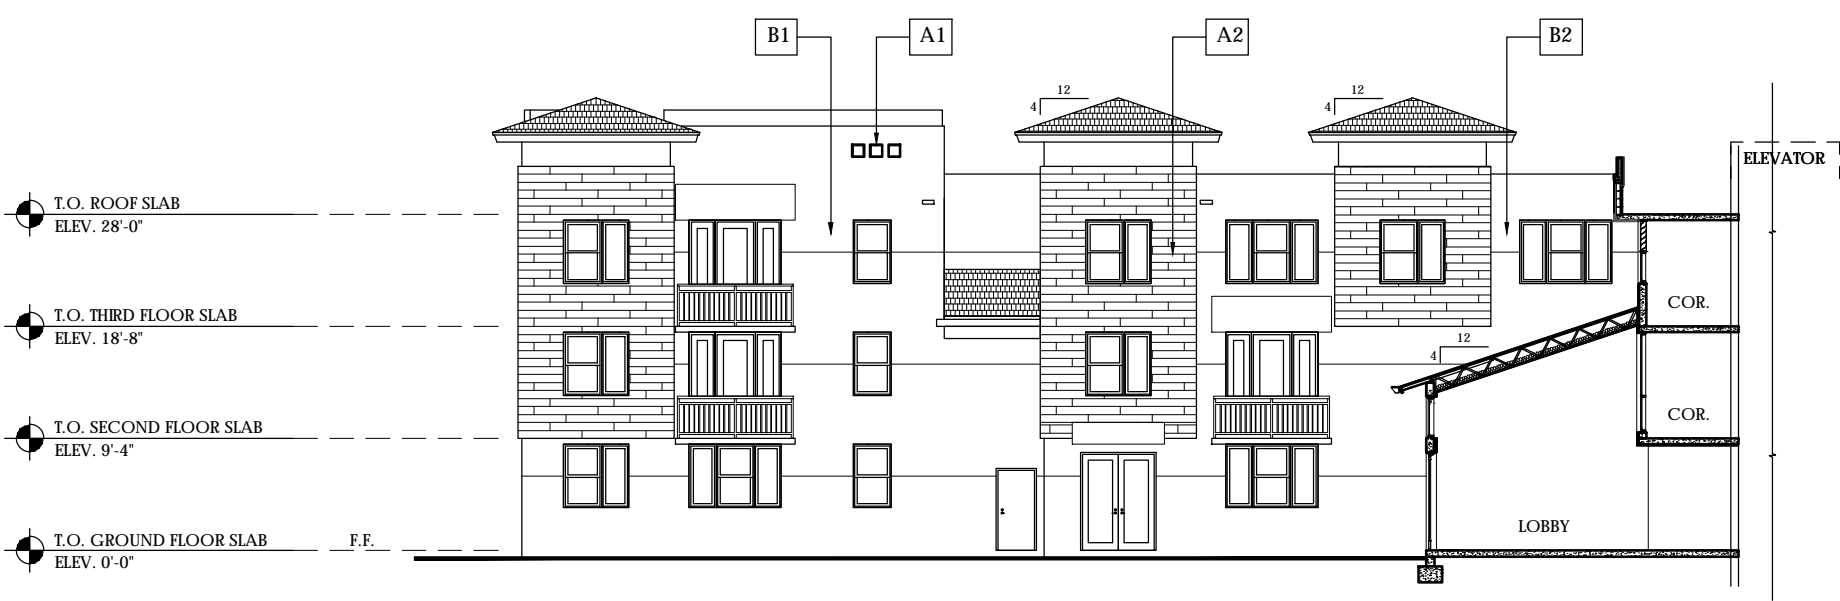 B1
A1
A2
B2
12
4
12
4
ELEVATOR
T.O. ROOF SLAB
ELEV. 28'-0"
T.O. THIRD FLOOR SLAB
ELEV. 18'-8"
COR.
12
4
COR.
T.O. SECOND FLOOR SLAB
ELEV. 9'-4"
LOBBY
T.O. GROUND FLOOR SLAB
F.F.
ELEV. 0'-0"